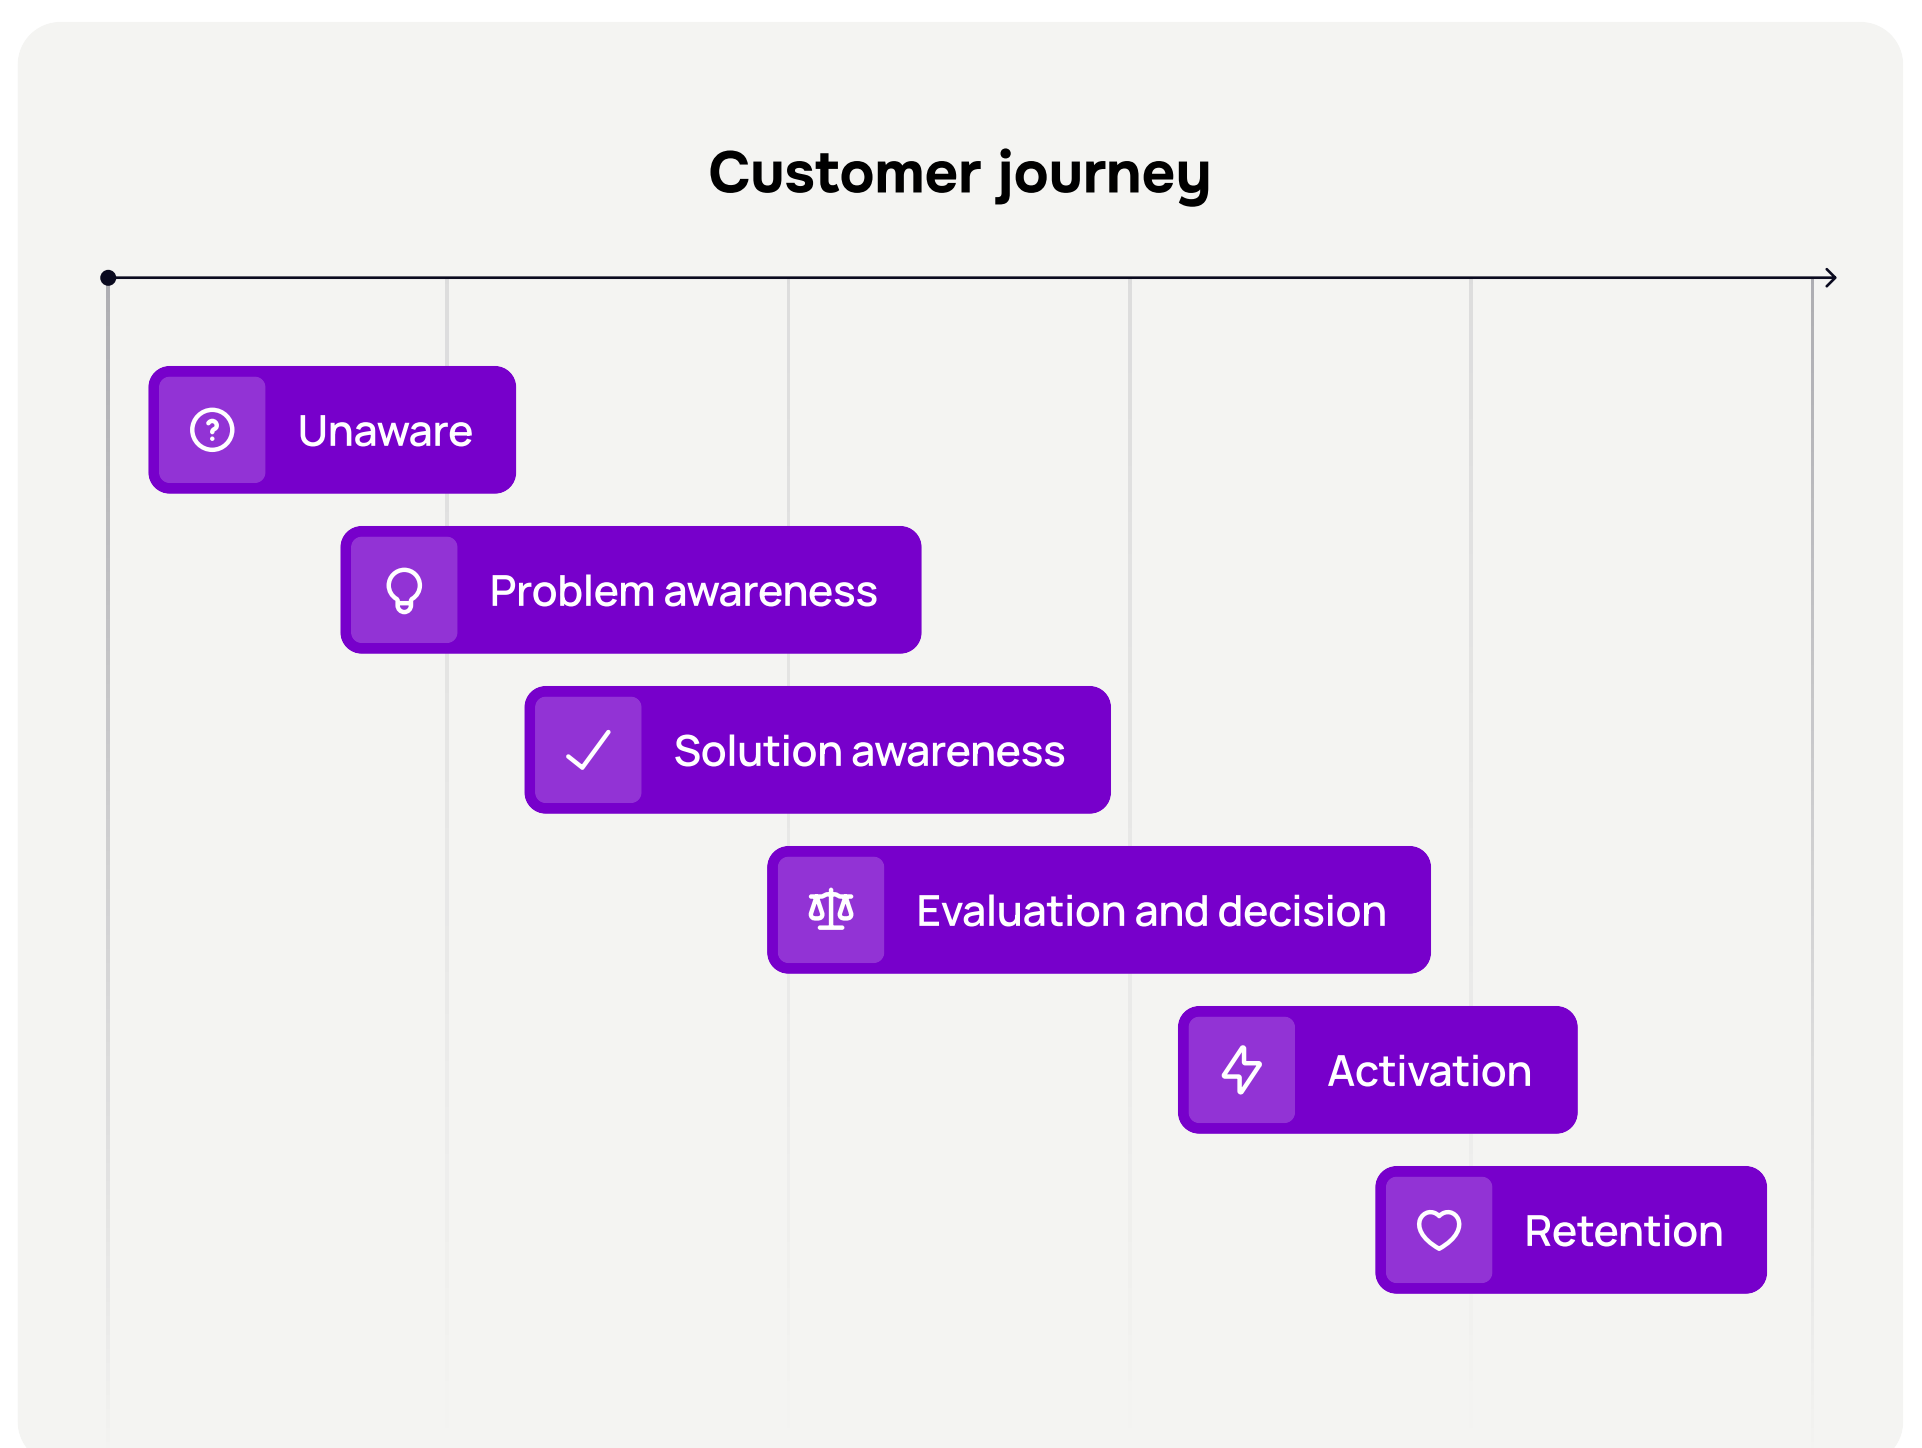 Customer journey
Unaware
Problem awareness
Solution awareness
Evaluation and decision
Activation
Retention